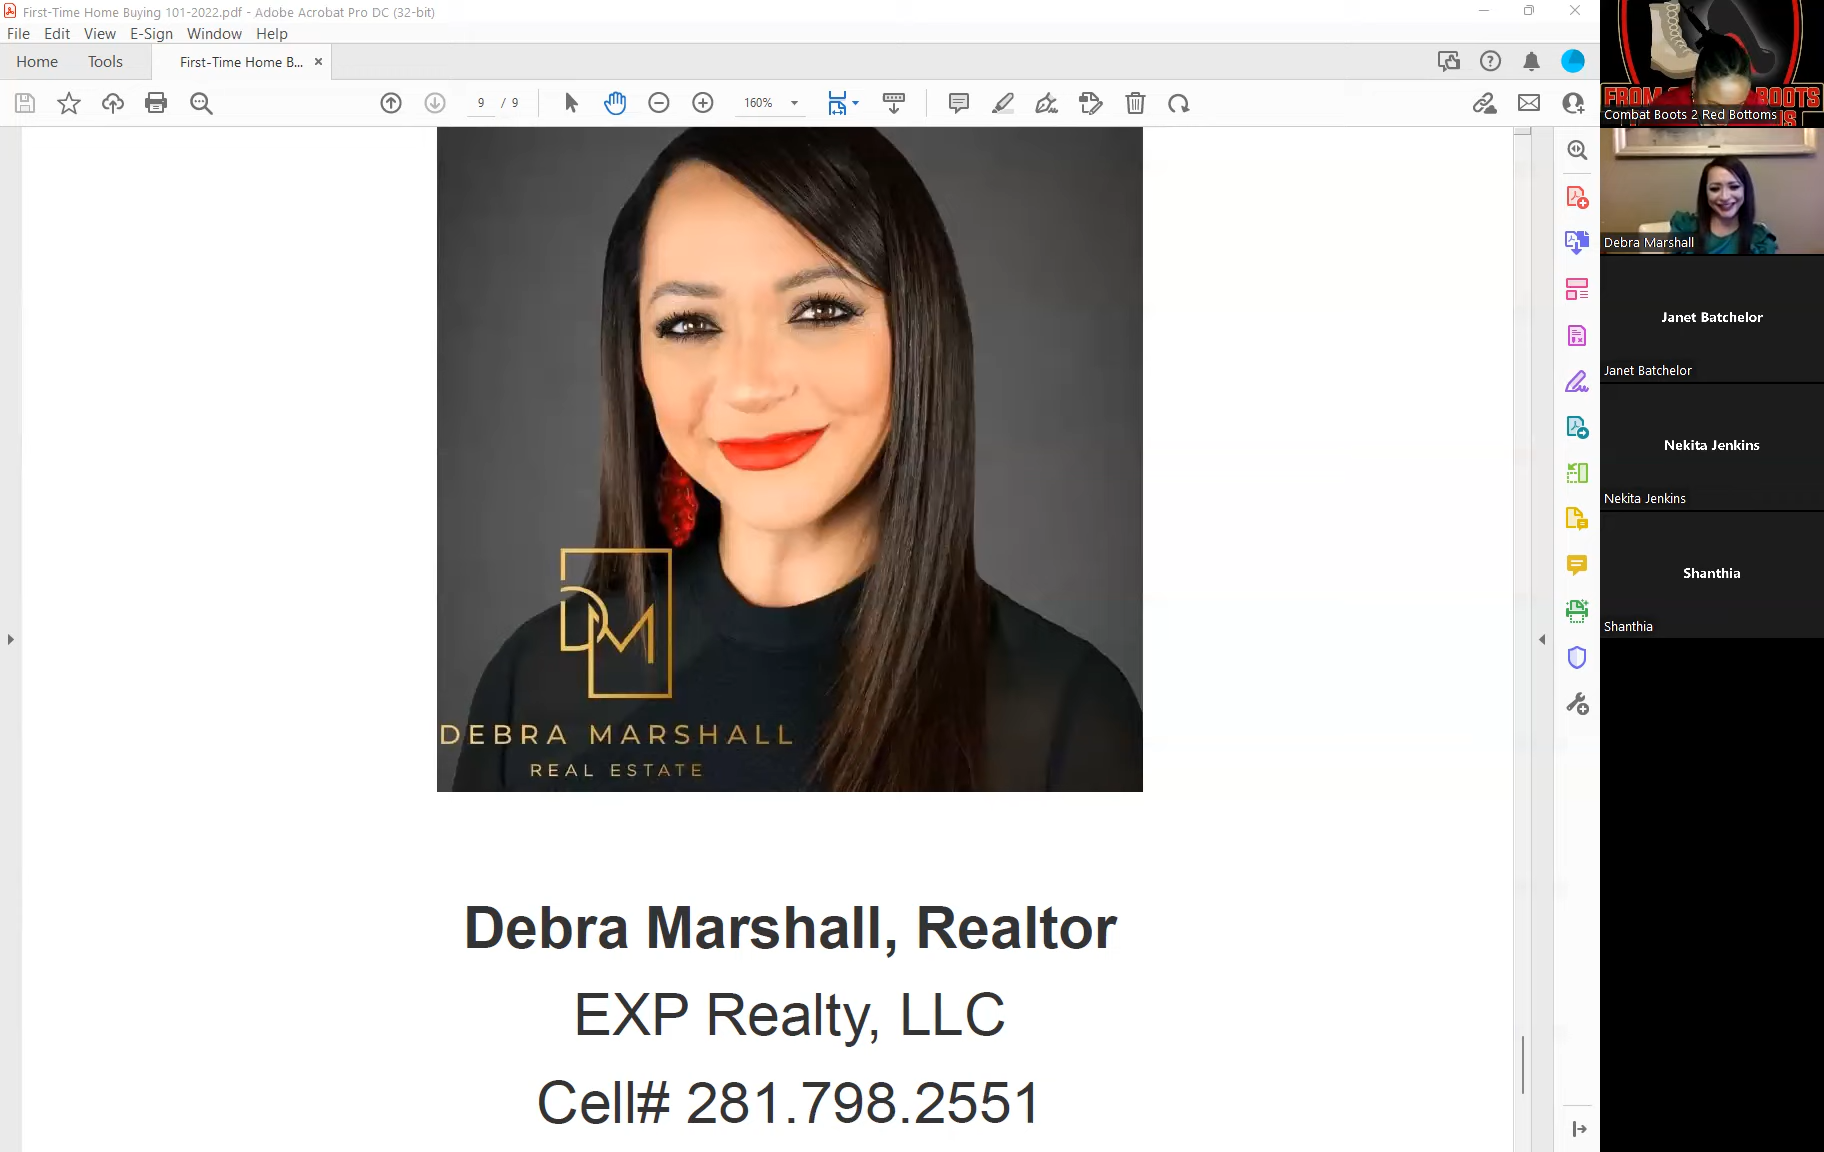 First-Time Home Buying 101-2022.pdf - Adobe Acrobat Pro DC (32-bit)
File Edit View E-Sign Window Help
Home Tools First-Time Home B... ×
9 / 9 160%
DM
DEBRA MARSHALL
REAL ESTATE
Debra Marshall, Realtor
EXP Realty, LLC
Cell# 281.798.2551
BOOTS
Combat Boots 2 Red Bottoms
Debra Marshall
Janet Batchelor
Janet Batchelor
Nekita Jenkins
Nekita Jenkins
Shanthia
Shanthia